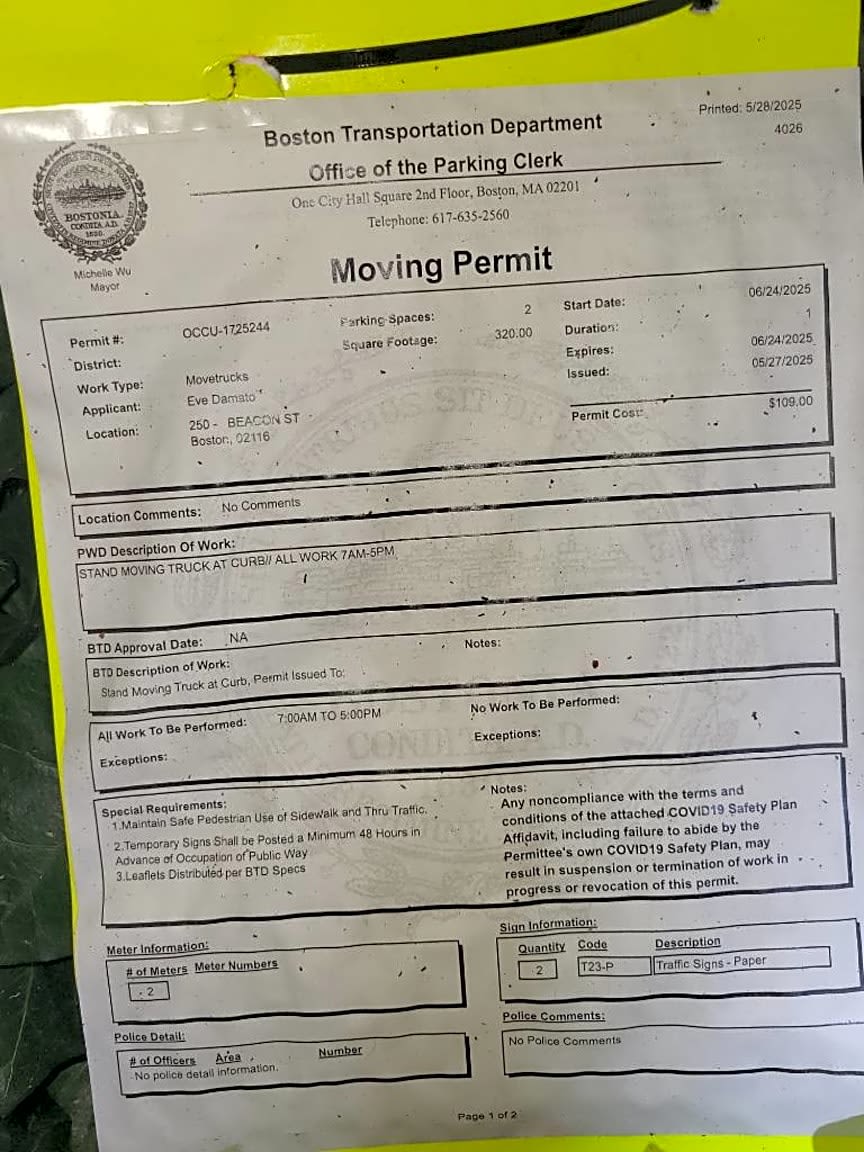 Printed: 5/28/2025
4026
Boston Transportation Department
Office of the Parking Clerk
One City Hall Square 2nd Floor, Boston, MA 02201
Telephone: 617-635-2560
BOSTONIA.
CONDITA A.D.
1630.
Michelle Wu
Mayor
Moving Permit
Permit #: OCCU-1725244
District:
Work Type: Movetrucks
Applicant: Eve Damato
Location: 250 - BEACON ST
Boston, 02116
Parking Spaces: 2
Square Footage: 320.00
Start Date: 06/24/2025
Duration: 1
Expires: 06/24/2025
Issued: 05/27/2025
Permit Cost: $109.00
Location Comments: No Comments
PWD Description Of Work:
STAND MOVING TRUCK AT CURB// ALL WORK 7AM-5PM
BTD Approval Date: NA
Notes:
BTD Description of Work:
Stand Moving Truck at Curb, Permit Issued To:
All Work To Be Performed: 7:00AM TO 5:00PM
No Work To Be Performed:
Exceptions:
Exceptions:
Special Requirements:
1.Maintain Safe Pedestrian Use of Sidewalk and Thru Traffic.
2.Temporary Signs Shall be Posted a Minimum 48 Hours in
Advance of Occupation of Public Way
3.Leaflets Distributed per BTD Specs
Notes:
Any noncompliance with the terms and
conditions of the attached COVID19 Safety Plan
Affidavit, including failure to abide by the
Permittee's own COVID19 Safety Plan, may
result in suspension or termination of work in
progress or revocation of this permit.
Meter Information:
# of Meters Meter Numbers
2
Sign Information:
Quantity Code Description
2 T23-P Traffic Signs - Paper
Police Detail:
# of Officers Area Number
No police detail information.
Police Comments:
No Police Comments
Page 1 of 2